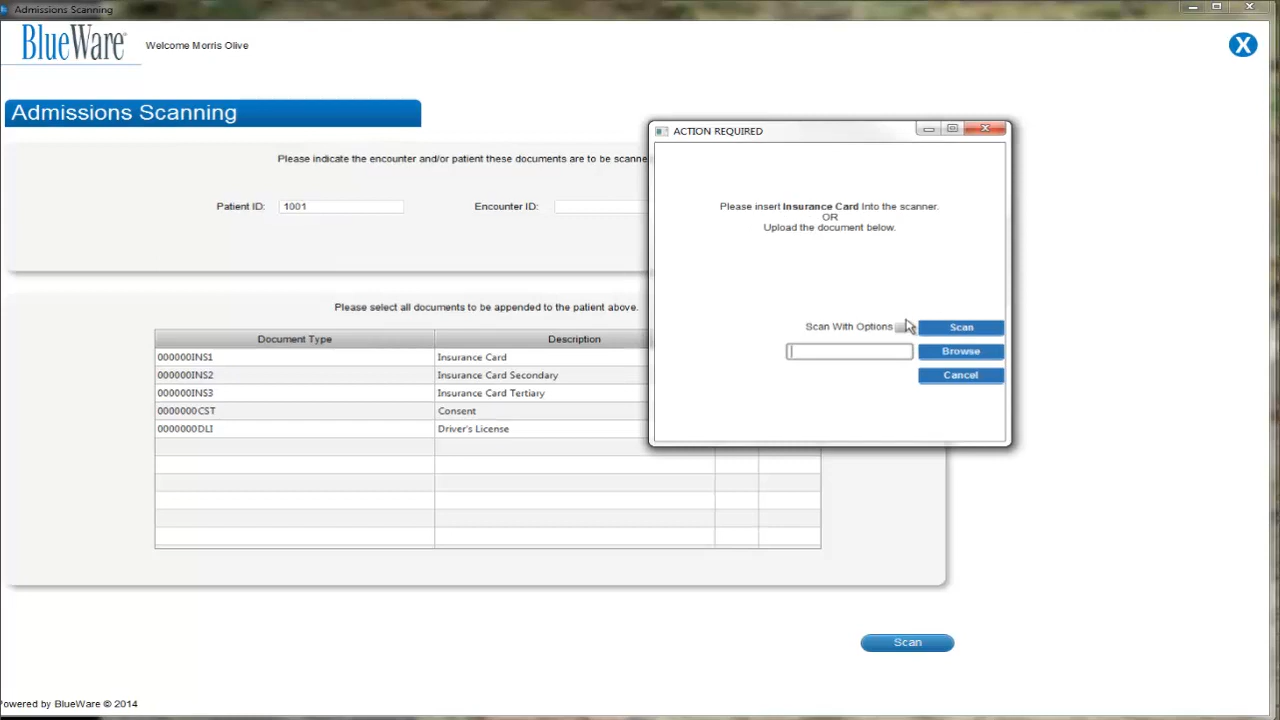 Admissions Scanning
BlueWare
Welcome Morris Olive
X
Admissions Scanning
Please indicate the encounter and/or patient these documents are to be scanne
Patient ID: 1001 Encounter ID:
Please select all documents to be appended to the patient above.
Document Type Description
000000INS1 Insurance Card
000000INS2 Insurance Card Secondary
000000INS3 Insurance Card Tertiary
0000000CST Consent
0000000DLI Driver's License
Scan
ACTION REQUIRED
Please insert Insurance Card Into the scanner.
OR
Upload the document below.
Scan With Options Scan
Browse
Cancel
Powered by BlueWare © 2014